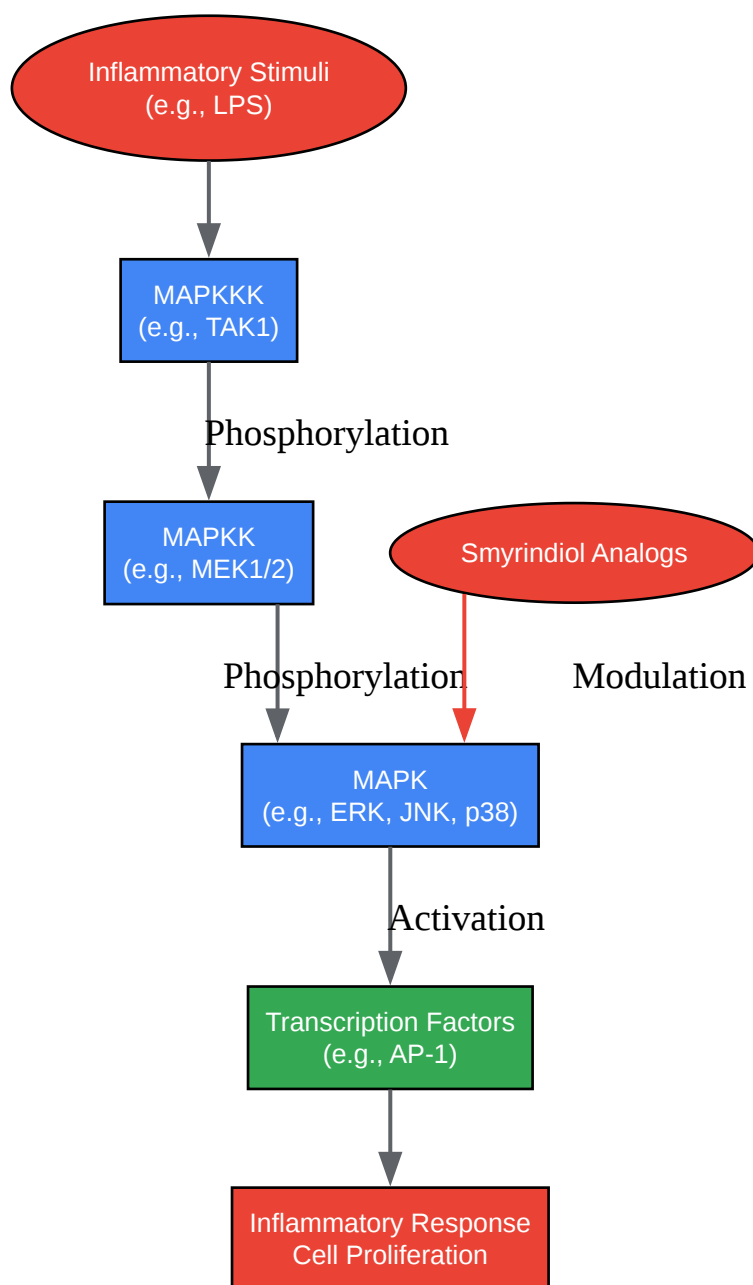 Inflammatory Stimuli
(e.g., LPS)
MAPKKK
(e.g., TAK1)
Phosphorylation
MAPKK
(e.g., MEK1/2)
Smyrindiol Analogs
Phosphorylation
Modulation
MAPK
(e.g., ERK, JNK, p38)
Activation
Transcription Factors
(e.g., AP-1)
Inflammatory Response
Cell Proliferation